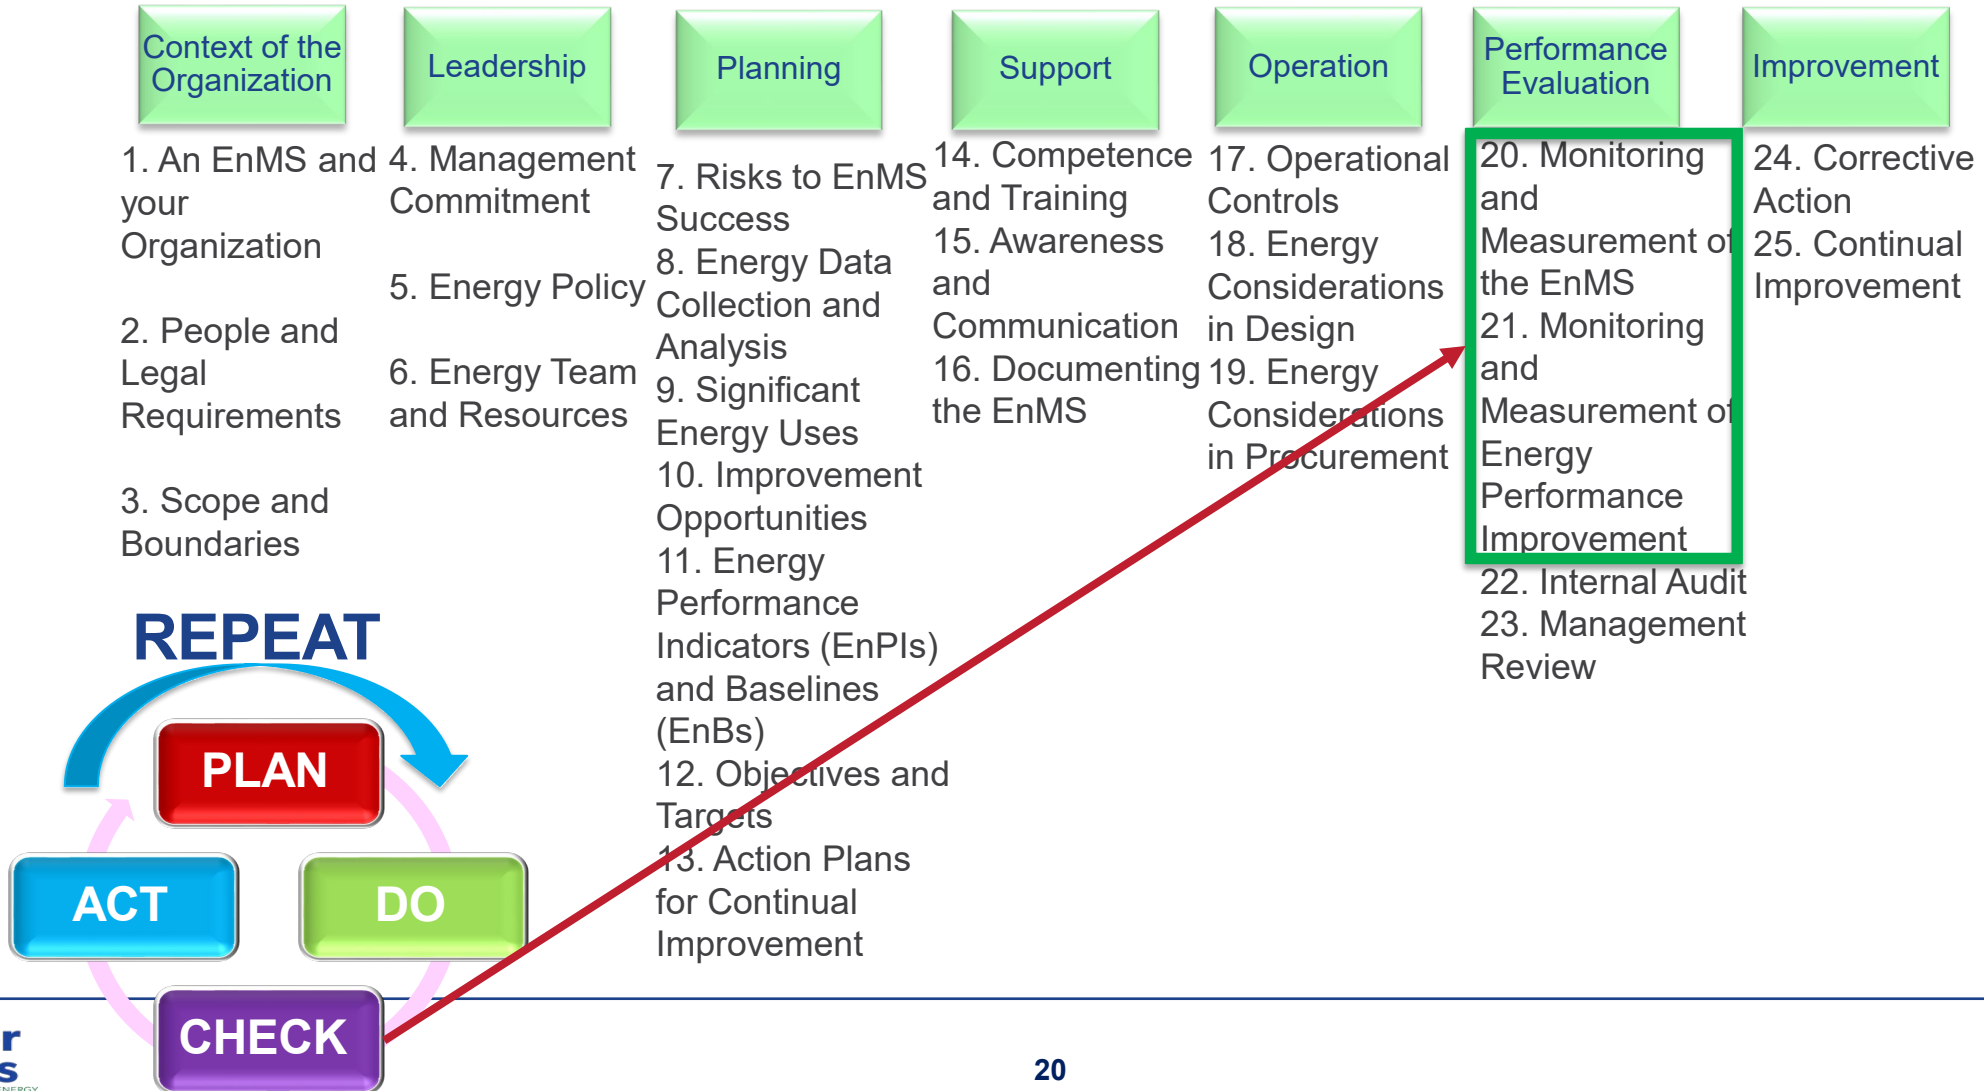 Context of the
Organization
Leadership
Planning
Support
Operation
Performance
Evaluation
Improvement
1. An EnMS and
your
Organization
2. People and
Legal
Requirements
3. Scope and
Boundaries
4. Management
Commitment
5. Energy Policy
6. Energy Team
and Resources
7. Risks to EnMS
Success
8. Energy Data
Collection and
Analysis
9. Significant
Energy Uses
10. Improvement
Opportunities
11. Energy
Performance
Indicators (EnPIs)
and Baselines
(EnBs)
12. Objectives and
Targets
13. Action Plans
for Continual
Improvement
14. Competence
and Training
15. Awareness
and
Communication
16. Documenting
the EnMS
17. Operational
Controls
18. Energy
Considerations
in Design
19. Energy
Considerations
in Procurement
20. Monitoring
and
Measurement of
the EnMS
21. Monitoring
and
Measurement of
Energy
Performance
Improvement
22. Internal Audit
23. Management
Review
24. Corrective
Action
25. Continual
Improvement
REPEAT
PLAN
ACT
DO
CHECK
20